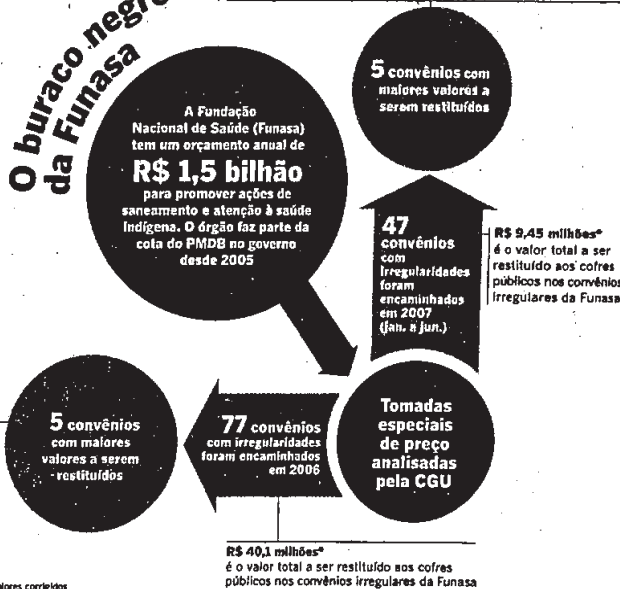 O buraco negro
da Funasa
A Fundação
Nacional de Saúde (Funasa)
tem um orçamento anual de
R$ 1,5 bilhão
para promover ações de
saneamento e atenção à saúde
indígena. O órgão faz parte da
cota do PMDB no governo
desde 2005
5 convênios com
maiores valores a
serem restituídos
47
convênios
com
irregularidades
foram
encaminhados
em 2007
(jan. a jun.)
R$ 9,45 milhões*
é o valor total a ser
restituído aos cofres
públicos nos convênios
irregulares da Funasa
Tomadas
especiais
de preço
analisadas
pela CGU
77 convênios
com irregularidades
foram encaminhados
em 2006
5 convênios
com maiores
valores a serem
restituídos
R$ 40,1 milhões*
é o valor total a ser restituído aos cofres
públicos nos convênios irregulares da Funasa
corrigidos